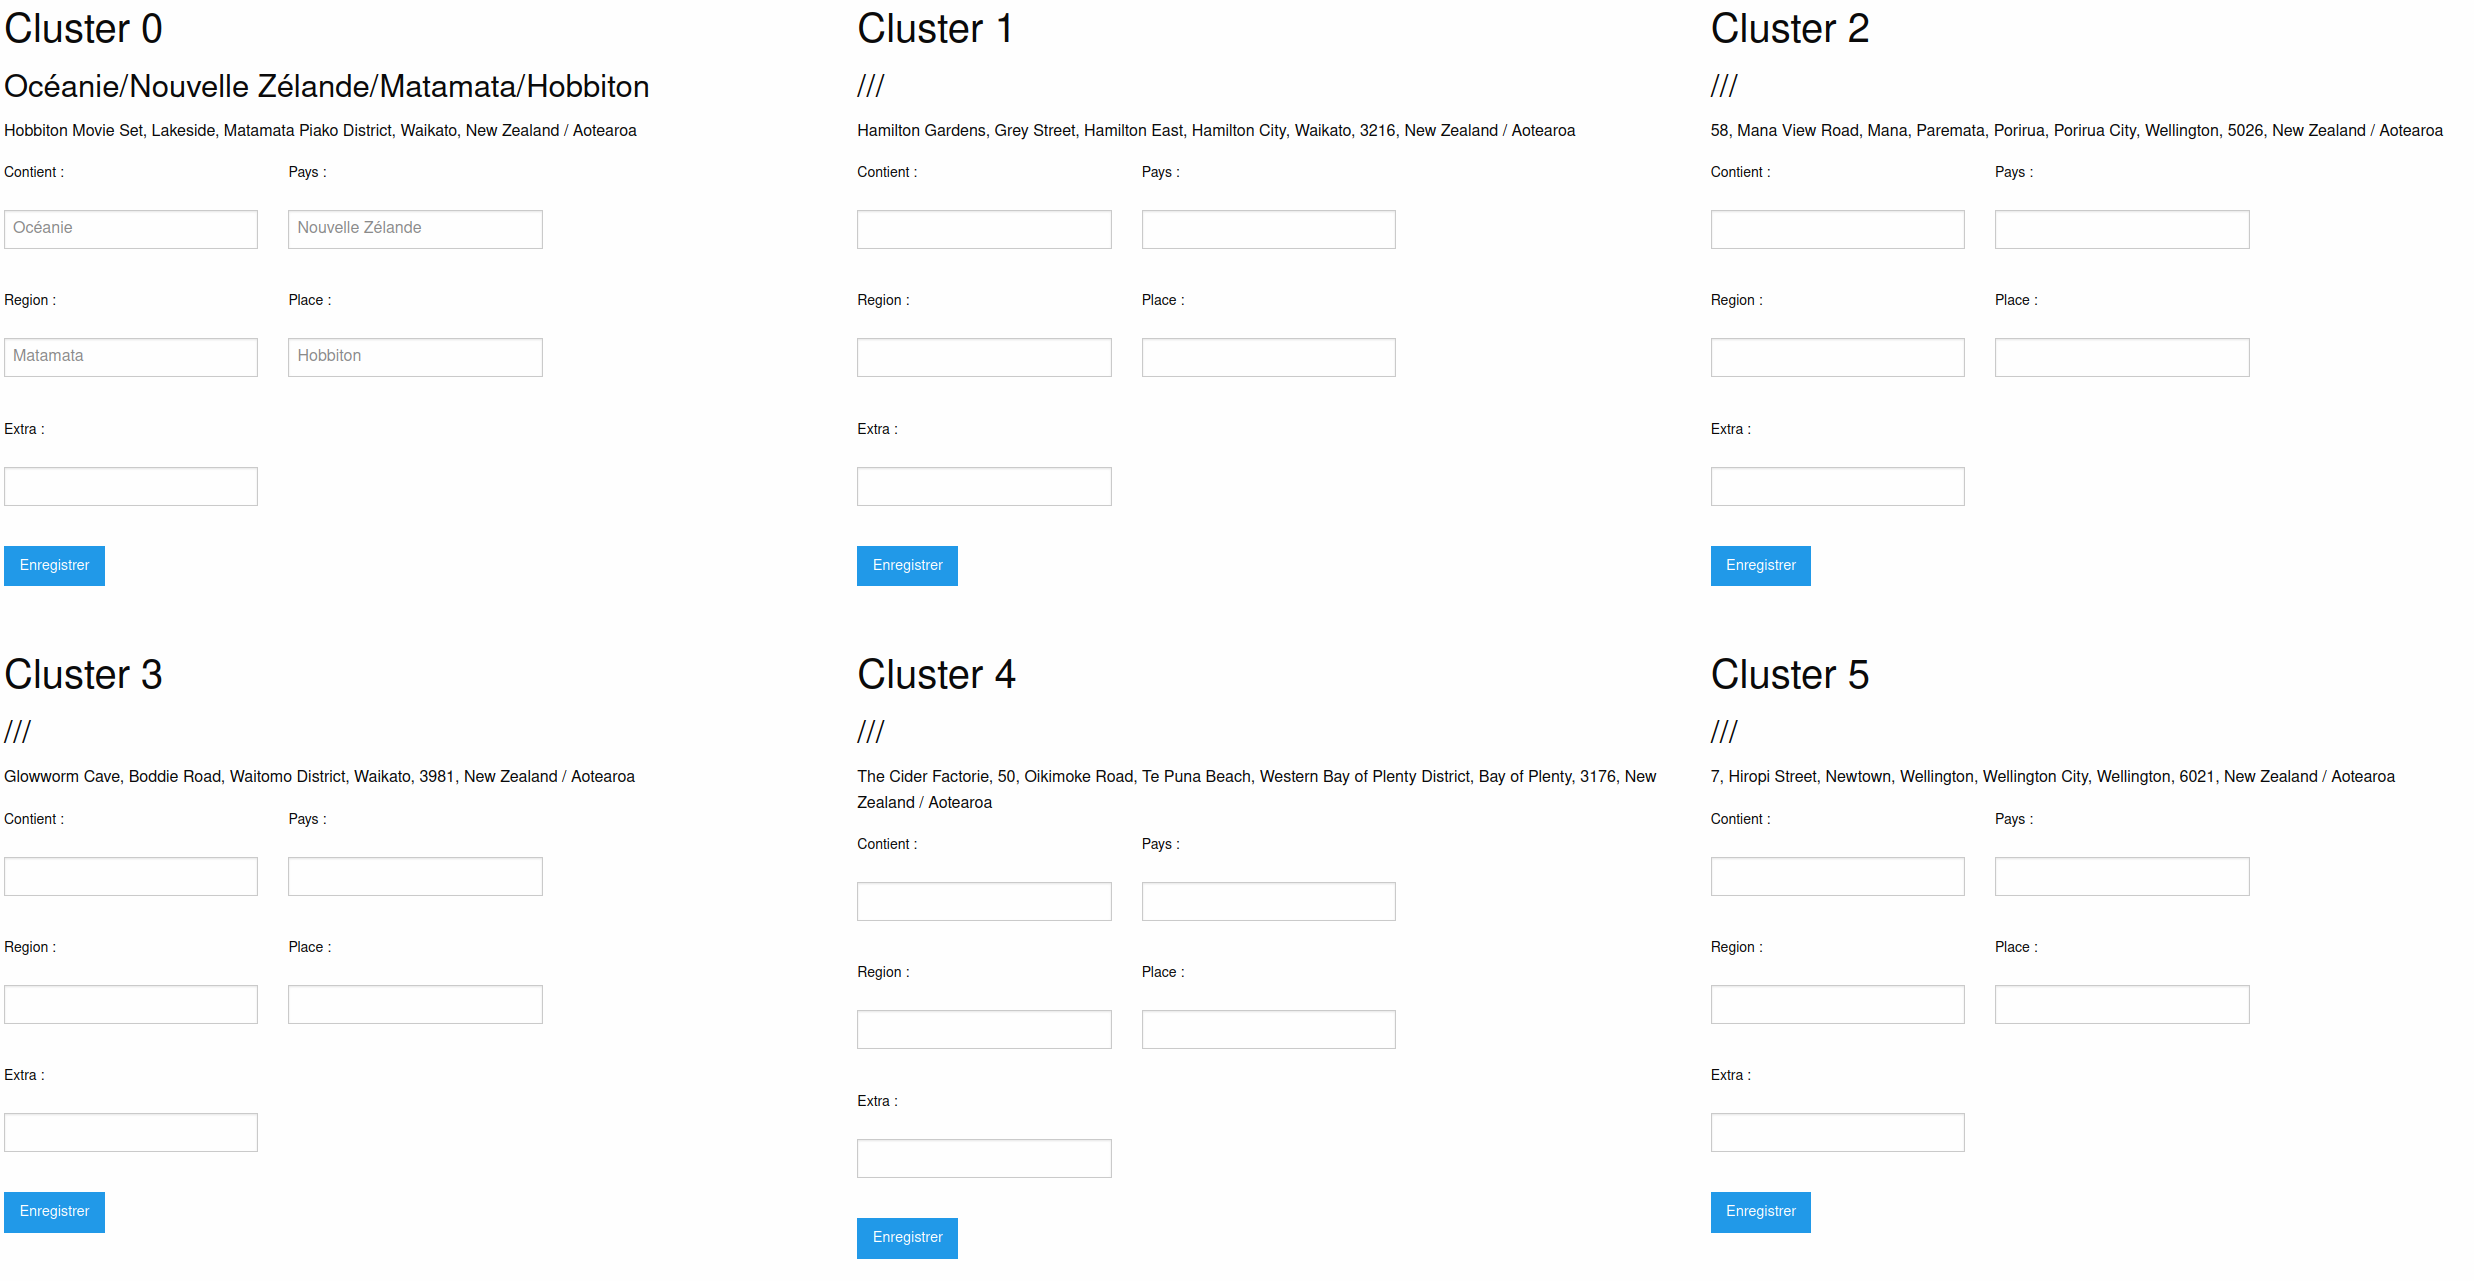 Cluster 0
Océanie/Nouvelle Zélande/Matamata/Hobbiton
Hobbiton Movie Set, Lakeside, Matamata Piako District, Waikato, New Zealand / Aotearoa
Contient :
Pays :
Océanie
Nouvelle Zélande
Region :
Place :
Matamata
Hobbiton
Extra :
Enregistrer
Cluster 1
///
Hamilton Gardens, Grey Street, Hamilton East, Hamilton City, Waikato, 3216, New Zealand / Aotearoa
Contient :
Pays :
Region :
Place :
Extra :
Enregistrer
Cluster 2
///
58, Mana View Road, Mana, Paremata, Porirua, Porirua City, Wellington, 5026, New Zealand / Aotearoa
Contient :
Pays :
Region :
Place :
Extra :
Enregistrer
Cluster 3
///
Glowworm Cave, Boddie Road, Waitomo District, Waikato, 3981, New Zealand / Aotearoa
Contient :
Pays :
Region :
Place :
Extra :
Enregistrer
Cluster 4
///
The Cider Factorie, 50, Oikimoke Road, Te Puna Beach, Western Bay of Plenty District, Bay of Plenty, 3176, New
Zealand / Aotearoa
Contient :
Pays :
Region :
Place :
Extra :
Enregistrer
Cluster 5
///
7, Hiropi Street, Newtown, Wellington, Wellington City, Wellington, 6021, New Zealand / Aotearoa
Contient :
Pays :
Region :
Place :
Extra :
Enregistrer